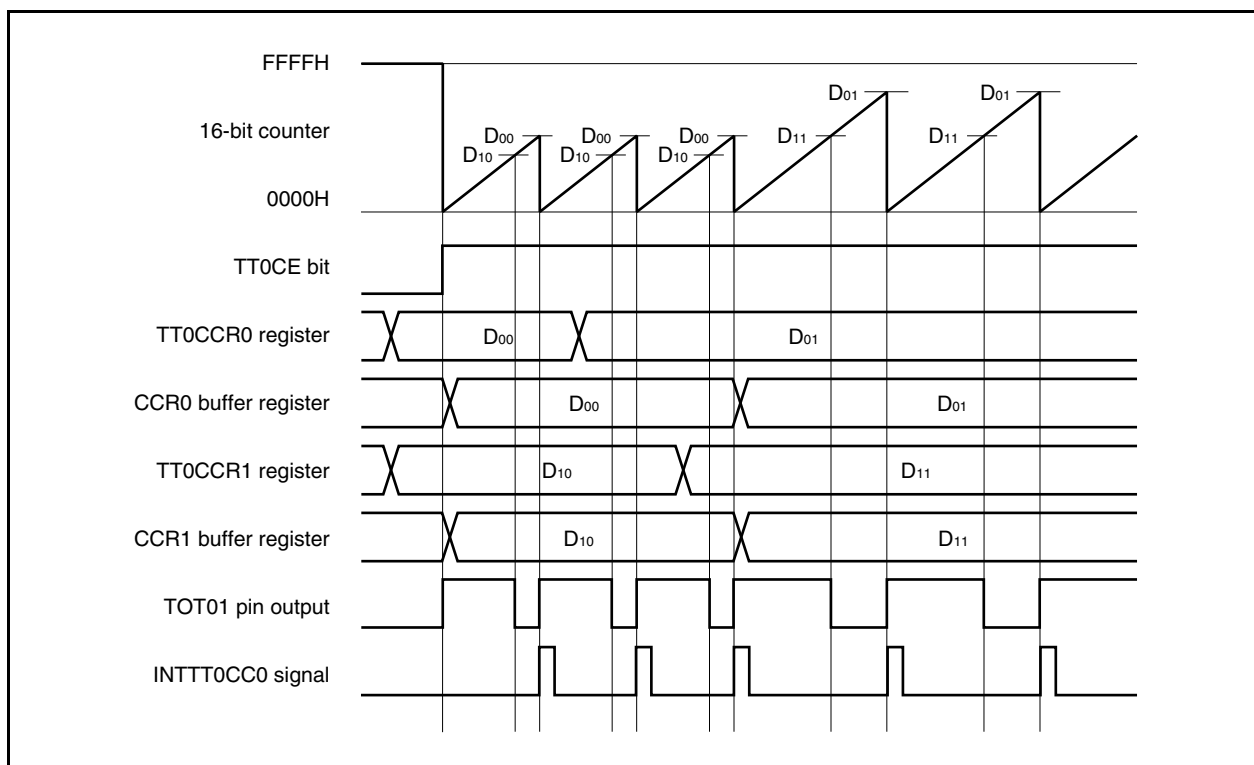 FFFFH
16-bit counter
0000H
D00 D00 D00 D01 D01
D10 D10 D10 D11 D11
TT0CE bit
TT0CCR0 register D00 D01
CCR0 buffer register D00 D01
TT0CCR1 register D10 D11
CCR1 buffer register D10 D11
TOT01 pin output
INTTT0CC0 signal